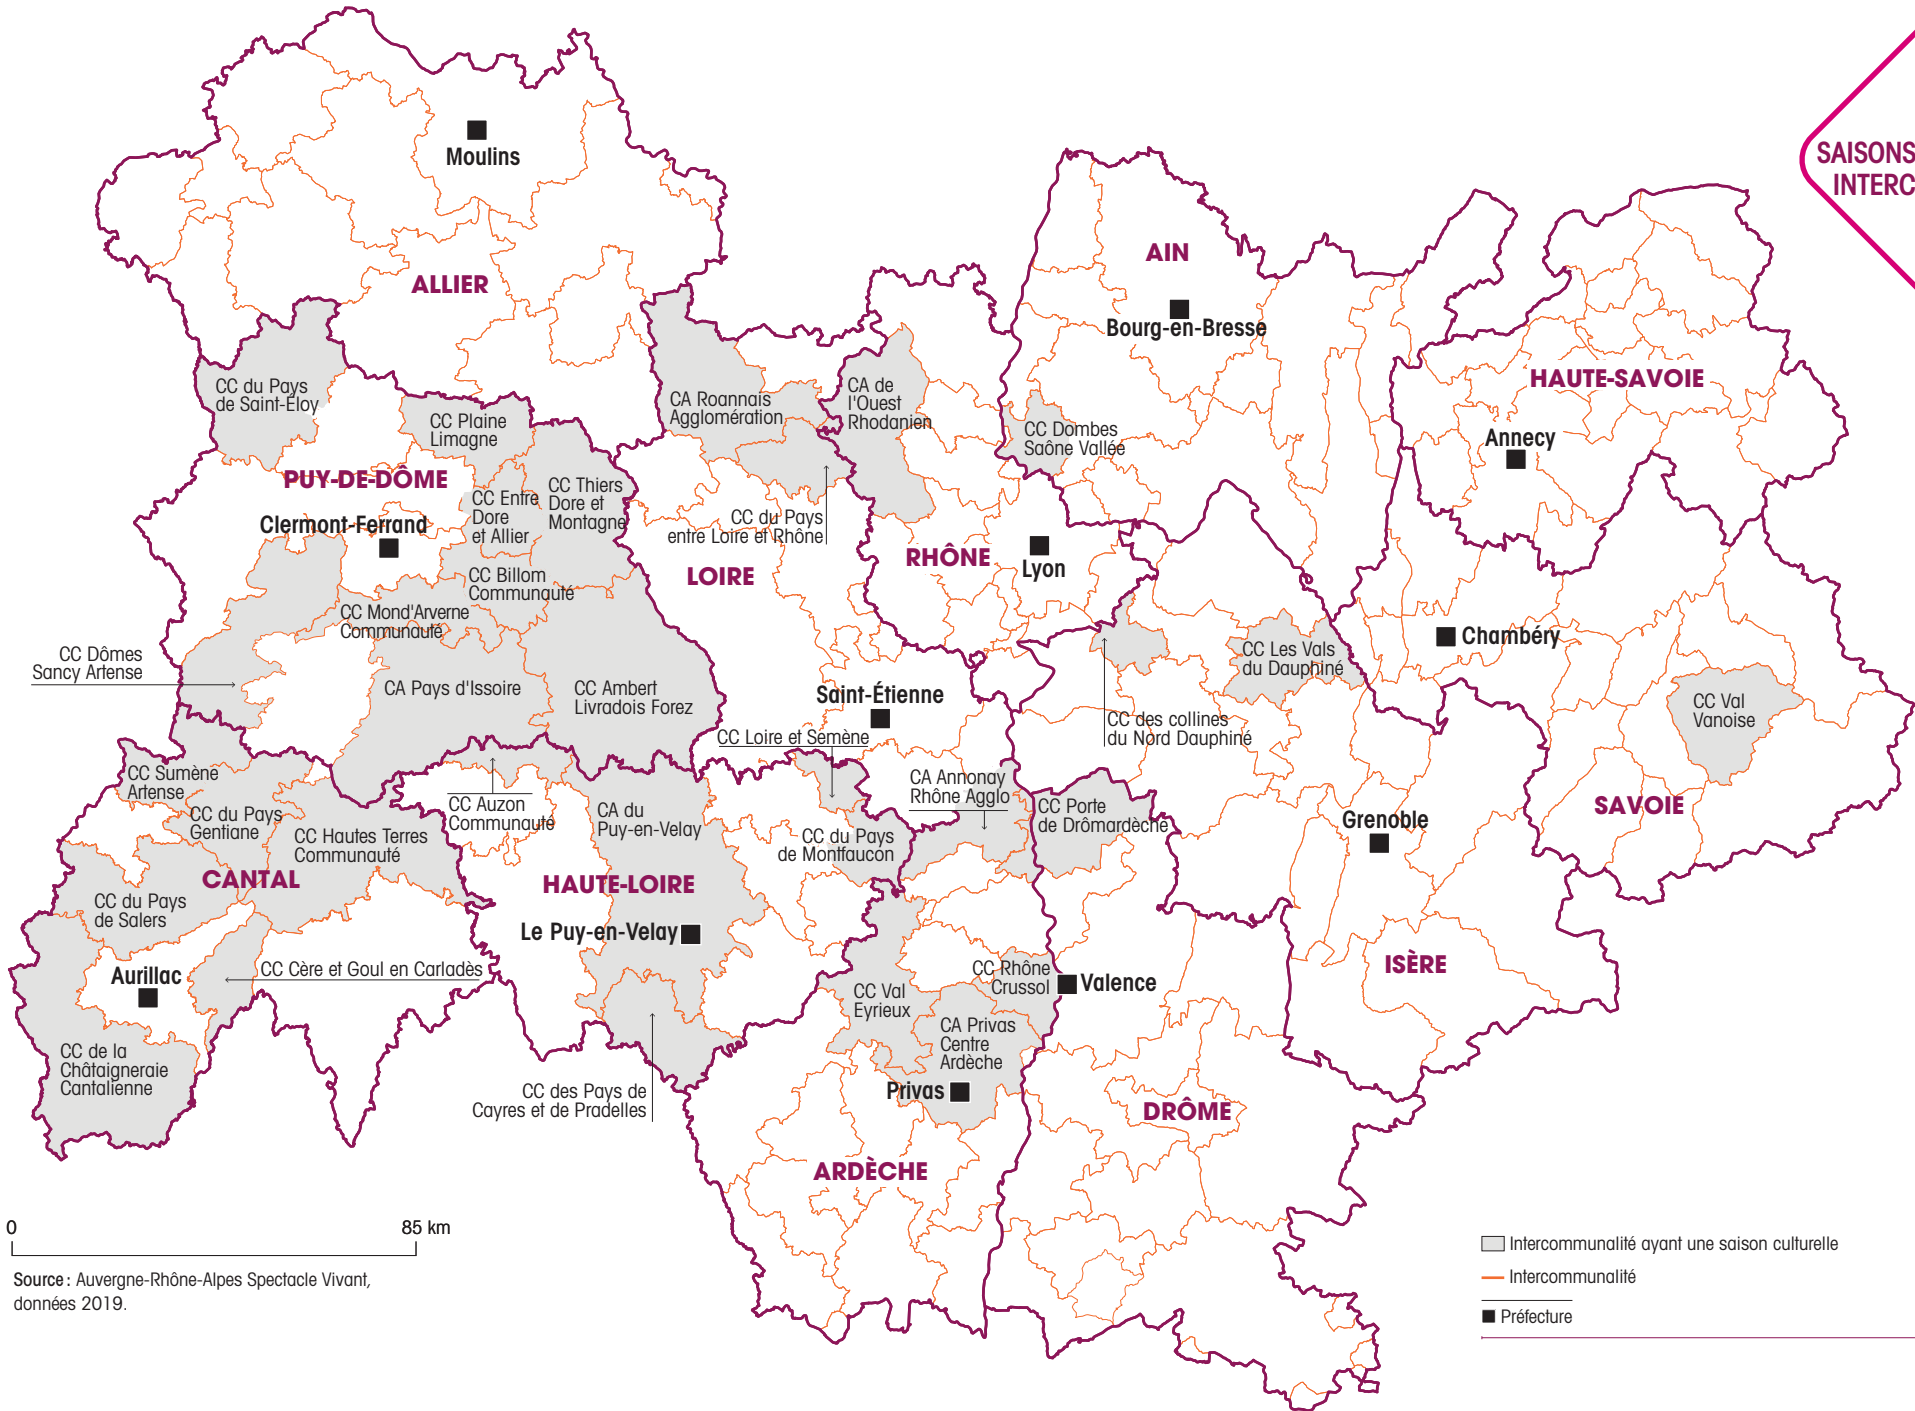 SAISONS
INTERC
Moulins
ALLIER
AIN
Bourg-en-Bresse
HAUTE-SAVOIE
Annecy
CC du Pays
de Saint-Éloy
CC Plaine
Limagne
CA Roannais
Agglomération
CA de
l'Ouest
Rhodanien
CC Dombes
Saône Vallée
PUY-DE-DÔME
Clermont-Ferrand
CC Entre
Dore
et Allier
CC Thiers
Dore et
Montagne
CC du Pays
entre Loire et Rhône
LOIRE
RHÔNE
Lyon
CC Billom
Communauté
CC Mond'Arverne
Communauté
CC Dômes
Sancy Artense
CA Pays d'Issoire
CC Ambert
Livradois Forez
Saint-Étienne
CC Loire et Semène
CC Les Vals
du Dauphiné
CC des collines
du Nord Dauphiné
Chambéry
CC Val
Vanoise
SAVOIE
CC Sumène
Artense
CC du Pays
Gentiane
CC Hautes Terres
Communauté
CANTAL
CC du Pays
de Salers
CC Auzon
Communauté
CA du
Puy-en-Velay
CC du Pays
de Montfaucon
CA Annonay
Rhône Agglo
CC Porte
de Drômardèche
Grenoble
HAUTE-LOIRE
Le Puy-en-Velay
Aurillac
CC Cère et Goul en Carladès
CC de la
Châtaigneraie
Cantalienne
CC des Pays de
Cayres et de Pradelles
CC Val
Eyrieux
CC Rhône
Crussol
Valence
ISÈRE
CA Privas
Centre
Ardèche
Privas
DRÔME
ARDÈCHE
0
85 km
Source : Auvergne-Rhône-Alpes Spectacle Vivant,
données 2019.
Intercommunalité ayant une saison culturelle
Intercommunalité
Préfecture